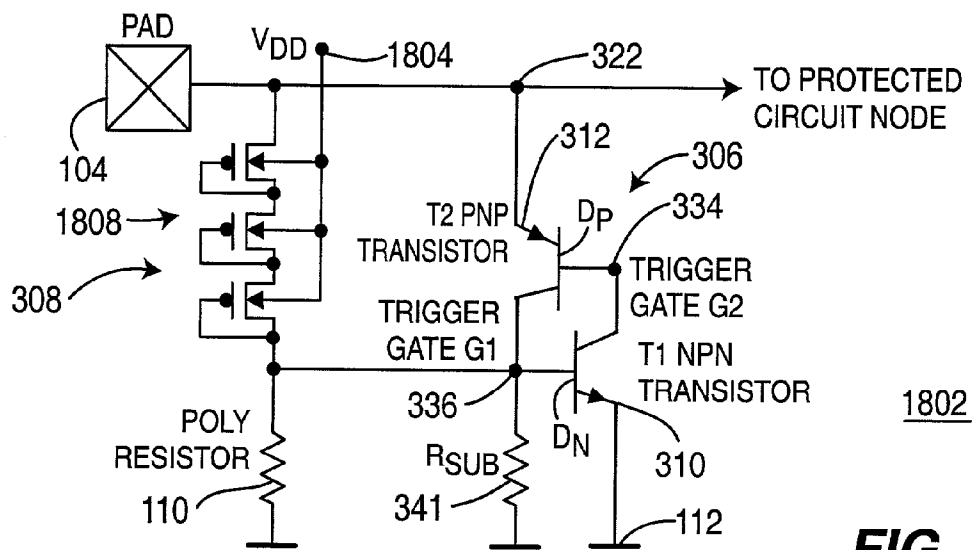 PAD
VDD
1804
322
TO PROTECTED
CIRCUIT NODE
104
312
306
1808
T2 PNP
TRANSISTOR
DP
334
308
TRIGGER
GATE G1
TRIGGER
GATE G2
336
T1 NPN
TRANSISTOR
1802
POLY
RESISTOR
DN
310
RSUB
110
341
112
FIG